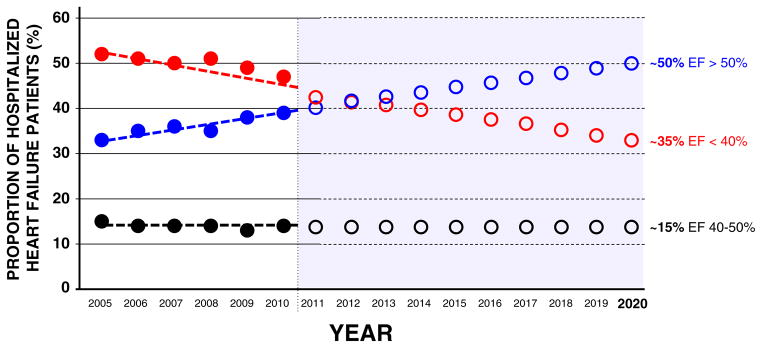 PROPORTION OF HOSPITALIZED
HEART FAILURE PATIENTS (%)
60
50
40
30
20
10
0
~50% EF > 50%
~35% EF < 40%
~15% EF 40-50%
2005 2006 2007 2008 2009 2010 2011 2012 2013 2014 2015 2016 2017 2018 2019 2020
YEAR